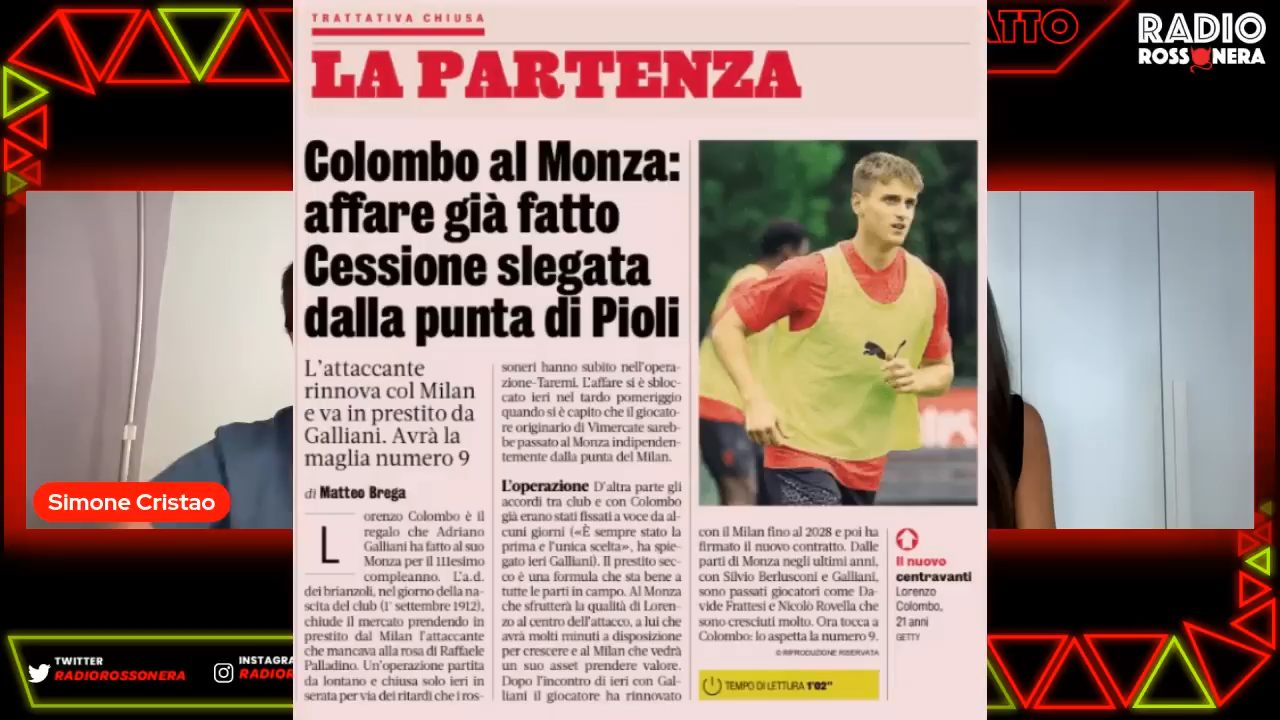 TRATTATIVA CHIUSA
LA PARTENZA
Colombo al Monza:
affare già fatto
Cessione slegata
dalla punta di Pioli
L'attaccante
rinnova col Milan
e va in prestito da
Galliani. Avrà la
maglia numero 9
di Matteo Brega
Lorenzo Colombo è il
regalo che Adriano
Galliani ha fatto al suo
Monza per il 111esimo
compleanno. L'a.d.
dei brianzoli, nel giorno della na-
scita del club (1° settembre 1912),
chiude il mercato prendendo in
prestito dal Milan l'attaccante
che mancava alla rosa di Raffaele
Palladino. Un'operazione partita
da lontano e chiusa solo ieri in
serata per via dei ritardi che i ros-
soneri hanno subito nell'opera-
zione-Taremi. L'affare si è sbloc-
cato ieri nel tardo pomeriggio
quando si è capito che il giocato-
re originario di Vimercate sareb-
be passato al Monza indipenden-
temente dalla punta del Milan.
L'operazione D'altra parte gli
accordi tra club e con Colombo
già erano stati fissati a voce da al-
cuni giorni («È sempre stato la
prima e l'unica scelta», ha spie-
gato ieri Galliani). Il prestito sec-
co è una formula che sta bene a
tutte le parti in campo. Al Monza
che sfrutterà la qualità di Loren-
zo al centro dell'attacco, a lui che
avrà molti minuti a disposizione
per crescere e al Milan che vedrà
un suo asset prendere valore.
Dopo l'incontro di ieri con Gal-
liani il giocatore ha rinnovato
con il Milan fino al 2028 e poi ha
firmato il nuovo contratto. Dalle
parti di Monza negli ultimi anni,
con Silvio Berlusconi e Galliani,
sono passati giocatori come Da-
vide Frattesi e Nicolò Rovella che
sono cresciuti molto. Ora tocca a
Colombo: lo aspetta la numero 9.
© RIPRODUZIONE RISERVATA
TEMPO DI LETTURA 1'02"
Il nuovo
centravanti
Lorenzo
Colombo,
21 anni
GETTY
ATTO
RADIO
ROSSONERA
Simone Cristao
TWITTER
RADIOROSSONERA
INSTAGRA
RADIOR